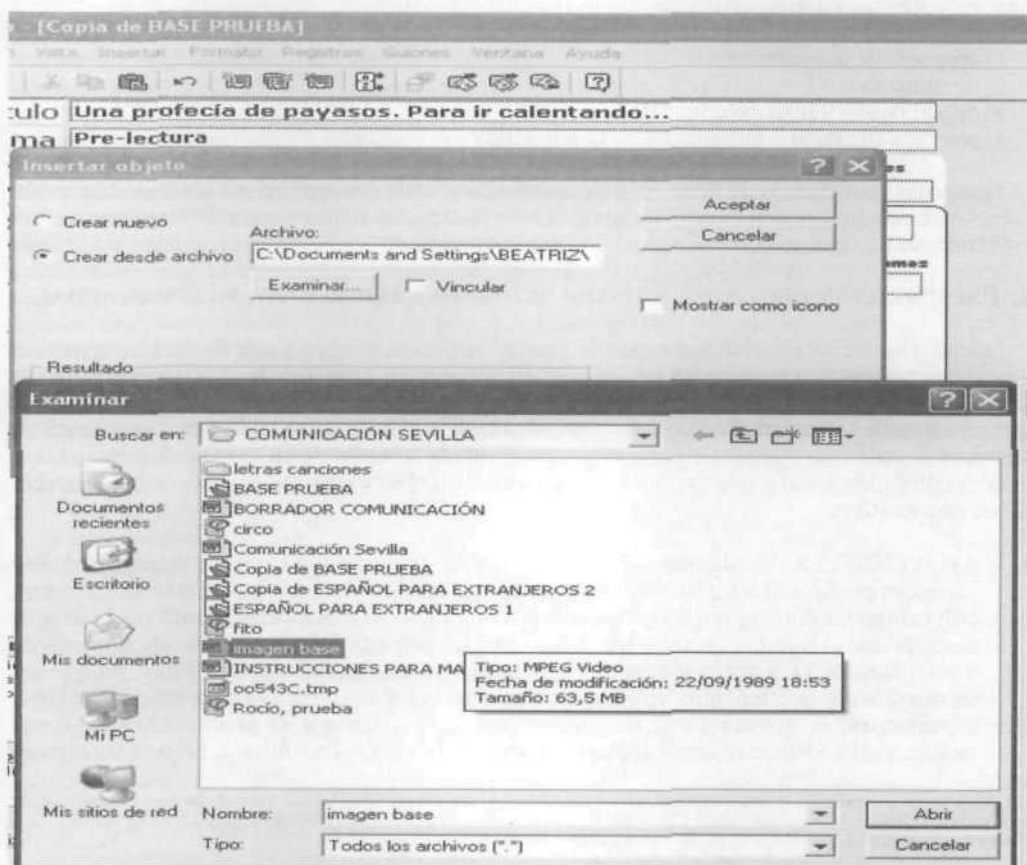 - [Copia de BASE PRUEBA]
Vista Insertar Formato Registros Guiones Ventana Ayuda
culo Una profecía de payasos. Para ir calentando...
ma Pre-lectura
Insertar objeto
Crear nuevo
Crear desde archivo
Archivo:
C:\Documents and Settings\BEATRIZ\
Examinar...
Vincular
Aceptar
Cancelar
Mostrar como icono
Resultado
Examinar
Buscar en: COMUNICACIÓN SEVILLA
Documentos recientes
Escritorio
Mis documentos
Mi PC
Mis sitios de red
letras canciones
BASE PRUEBA
BORRADOR COMUNICACIÓN
circo
Comunicación Sevilla
Copia de BASE PRUEBA
Copia de ESPAÑOL PARA EXTRANJEROS 2
ESPAÑOL PARA EXTRANJEROS 1
fito
imagen base
INSTRUCCIONES PARA MA
oo543C.tmp
Rocío, prueba
Tipo: MPEG Video
Fecha de modificación: 22/09/1989 18:53
Tamaño: 63,5 MB
Nombre: imagen base
Abrir
Tipo: Todos los archivos (".")
Cancelar